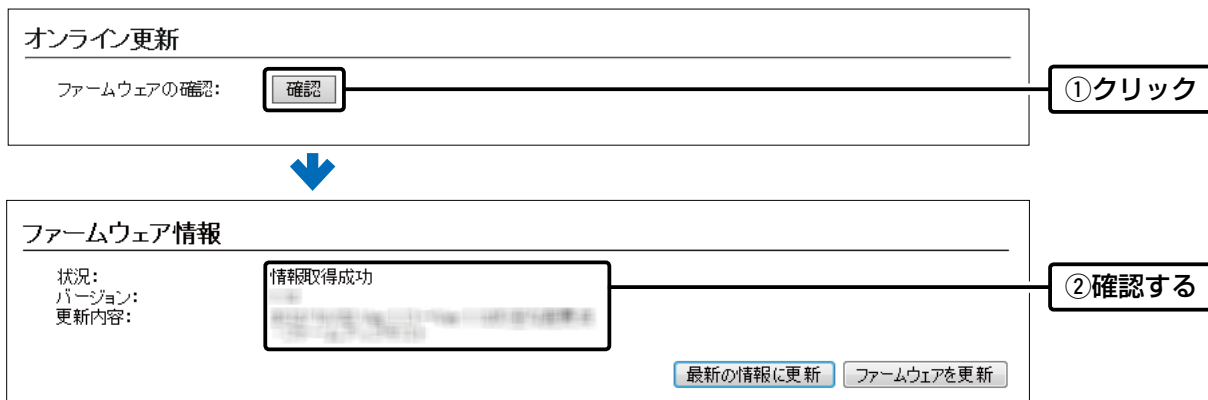 オンライン更新
ファームウェアの確認: 確認
①クリック
ファームウェア情報
状況: 情報取得成功
バージョン:
更新内容:
②確認する
最新の情報に更新 ファームウェアを更新